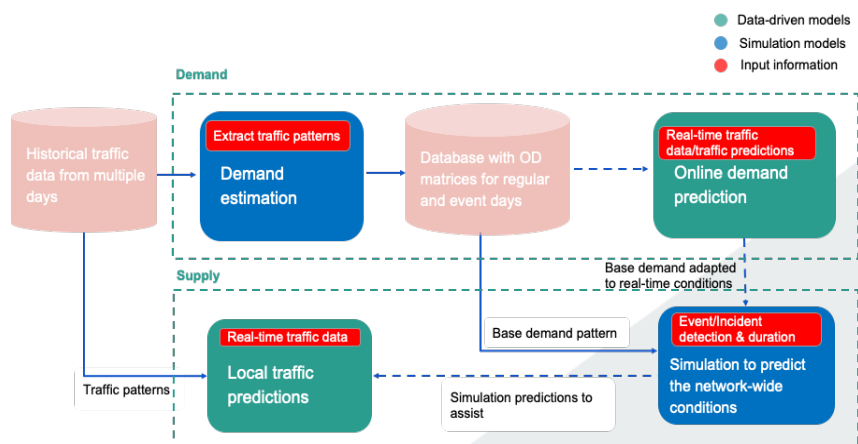 Data-driven models
Simulation models
Input information
Demand
Historical traffic
data from multiple
days
Extract traffic patterns
Demand
estimation
Database with OD
matrices for regular
and event days
Real-time traffic
data/traffic predictions
Online demand
prediction
Base demand adapted
to real-time conditions
Supply
Real-time traffic data
Local traffic
predictions
Traffic patterns
Base demand pattern
Simulation predictions to
assist
Event/Incident
detection & duration
Simulation to predict
the network-wide
conditions